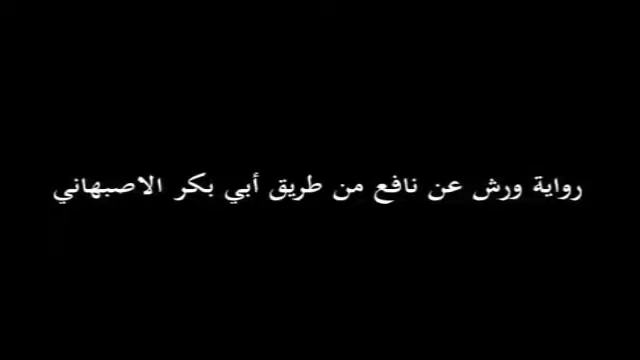 رواية ورش عن نافع من طريق أبي بكر الاصبهاني